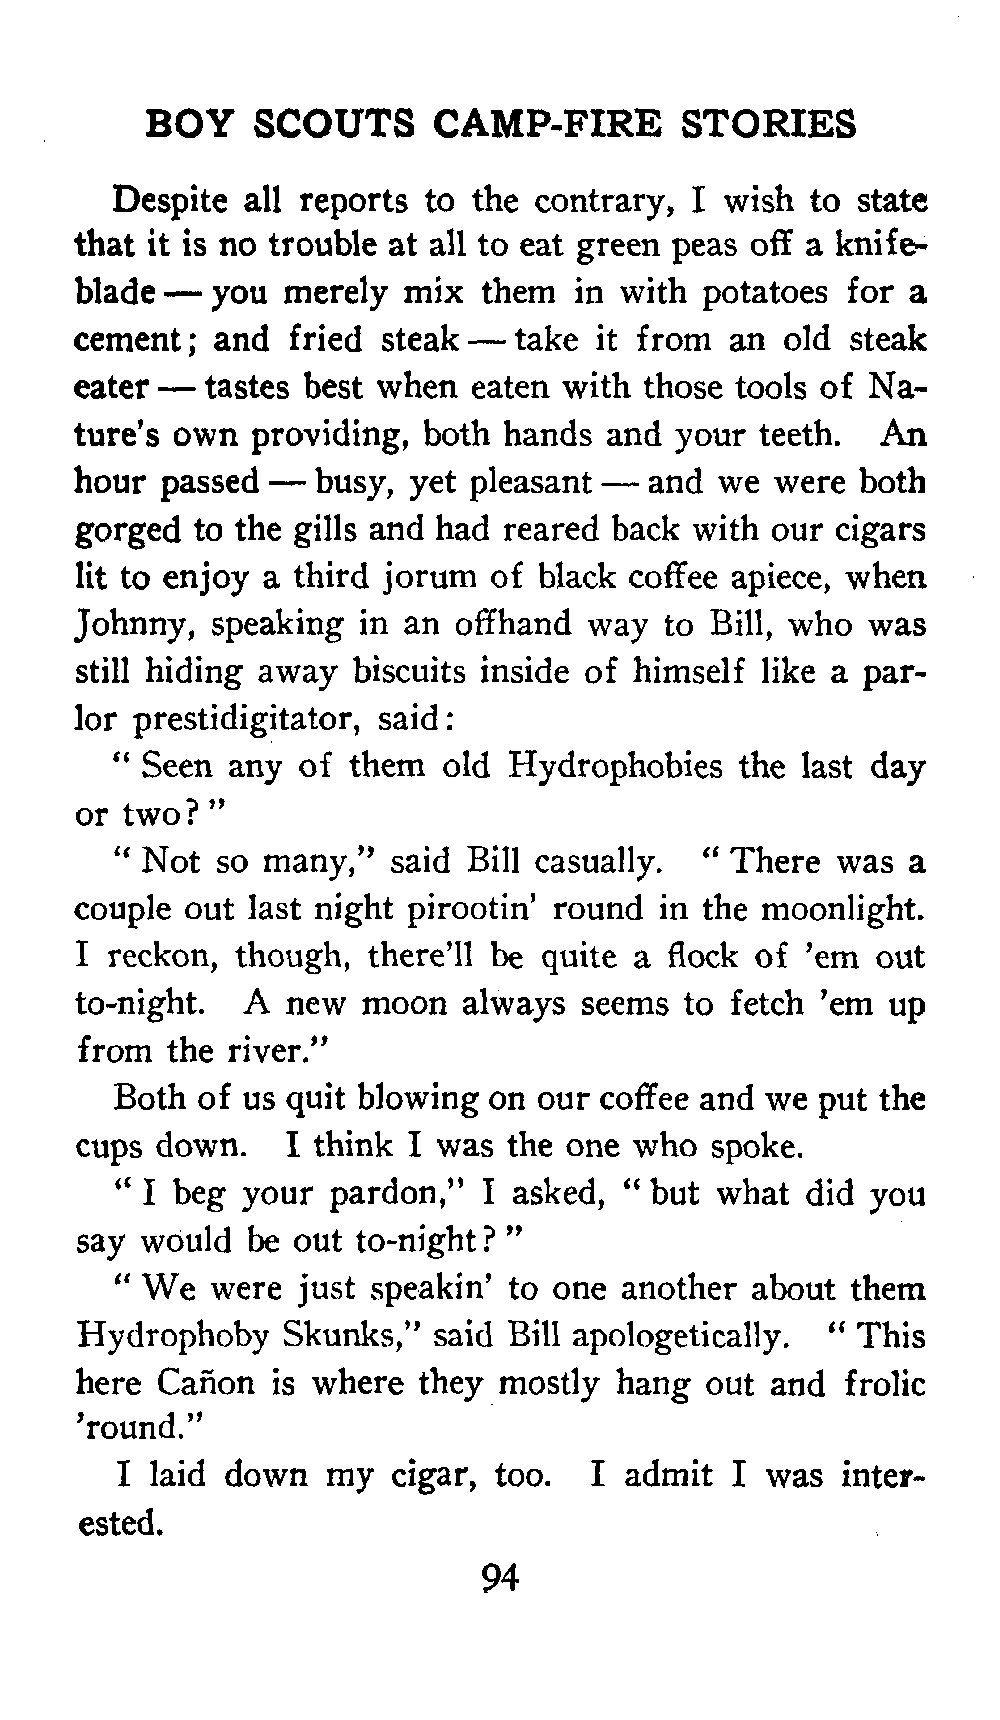 BOY SCOUTS CAMP-FIRE STORIES
Despite all reports to the contrary, I wish to state
that it is no trouble at all to eat green peas off a knife-
blade — you merely mix them in with potatoes for a
cement; and fried steak — take it from an old steak
eater — tastes best when eaten with those tools of Na-
ture's own providing, both hands and your teeth. An
hour passed — busy, yet pleasant — and we were both
gorged to the gills and had reared back with our cigars
lit to enjoy a third jorum of black coffee apiece, when
Johnny, speaking in an offhand way to Bill, who was
still hiding away biscuits inside of himself like a par-
lor prestidigitator, said:
" Seen any of them old Hydrophobies the last day
or two? "
" Not so many," said Bill casually. " There was a
couple out last night pirootin' round in the moonlight.
I reckon, though, there'll be quite a flock of 'em out
to-night. A new moon always seems to fetch 'em up
from the river."
Both of us quit blowing on our coffee and we put the
cups down. I think I was the one who spoke.
" I beg your pardon," I asked, " but what did you
say would be out to-night? "
" We were just speakin' to one another about them
Hydrophoby Skunks," said Bill apologetically. " This
here Cañon is where they mostly hang out and frolic
'round."
I laid down my cigar, too. I admit I was inter-
ested.
94